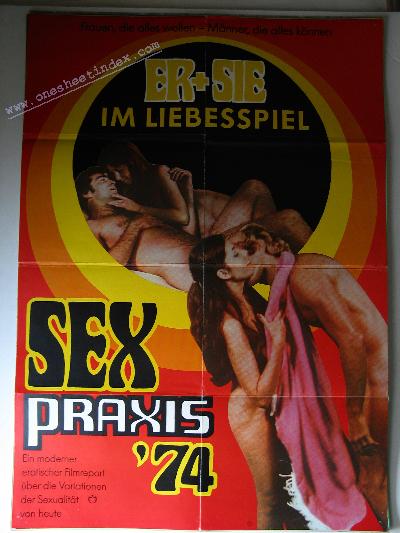 Frauen, die alles wollen – Männer, die alles können
www.onesheetindex.com
ER+SIE
IM LIEBESSPIEL
SEX
PRAXIS
'74
Ein moderner
erotischer Filmreport
über die Variationen
der Sexualität
von heute